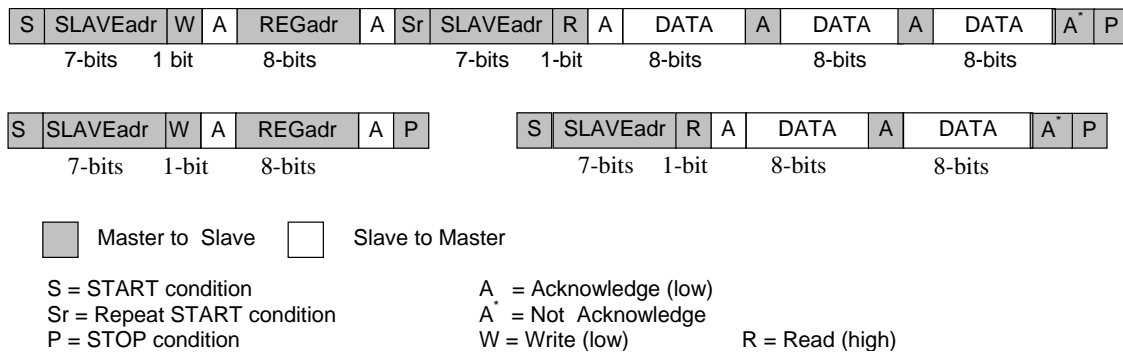 S SLAVEadr W A REGadr A Sr SLAVEadr R A DATA A DATA A DATA A* P
7-bits 1 bit 8-bits 7-bits 1-bit 8-bits 8-bits 8-bits
S SLAVEadr W A REGadr A P S SLAVEadr R A DATA A DATA A* P
7-bits 1-bit 8-bits 7-bits 1-bit 8-bits 8-bits
Master to Slave Slave to Master
S = START condition A = Acknowledge (low)
Sr = Repeat START condition A* = Not Acknowledge
P = STOP condition W = Write (low) R = Read (high)